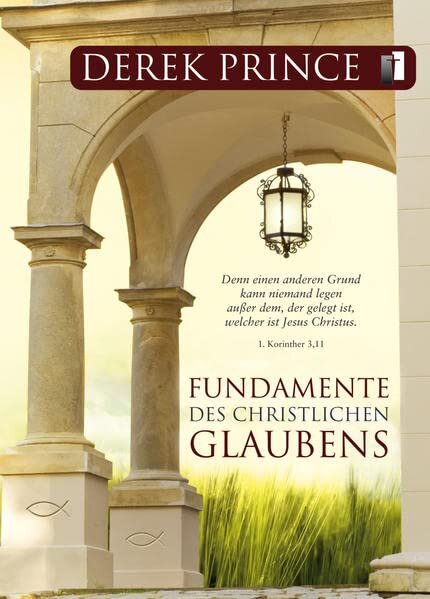 DEREK PRINCE
Denn einen anderen Grund
kann niemand legen
außer dem, der gelegt ist,
welcher ist Jesus Christus.
1. Korinther 3,11
FUNDAMENTE
DES CHRISTLICHEN
GLAUBENS